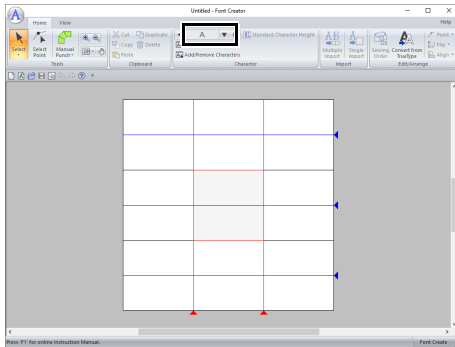 Untitled - Font Creator
Home View Help
Select
Select Point
Manual Punch
Cut Duplicate
Copy Delete
Paste
A
Standard Character Height
Add/Remove Characters
Multiple Import
Single Import
Sewing Order
Convert from TrueType
Point
Flip
Align
Tools Clipboard Character Import Edit/Arrange
Press 'F1' for online Instruction Manual. Font Create